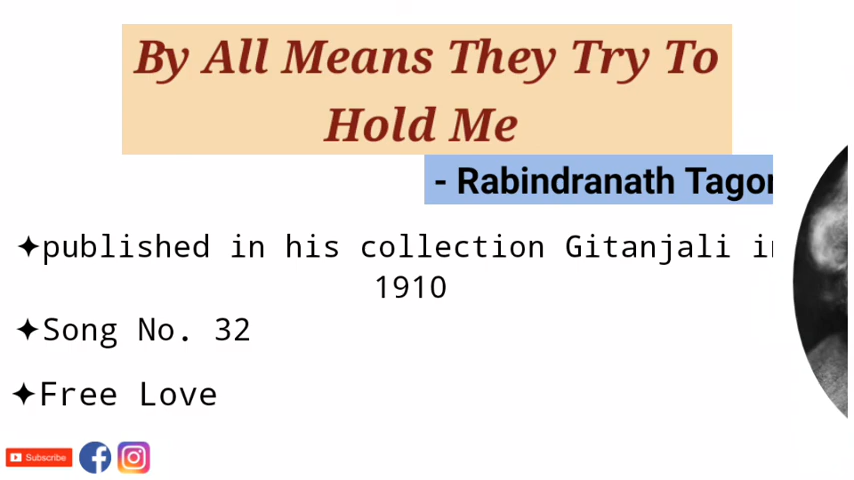 By All Means They Try To
Hold Me
- Rabindranath
✦published in his collection Gitanjali
1910
✦Song No. 32
✦Free Love
Subscribe